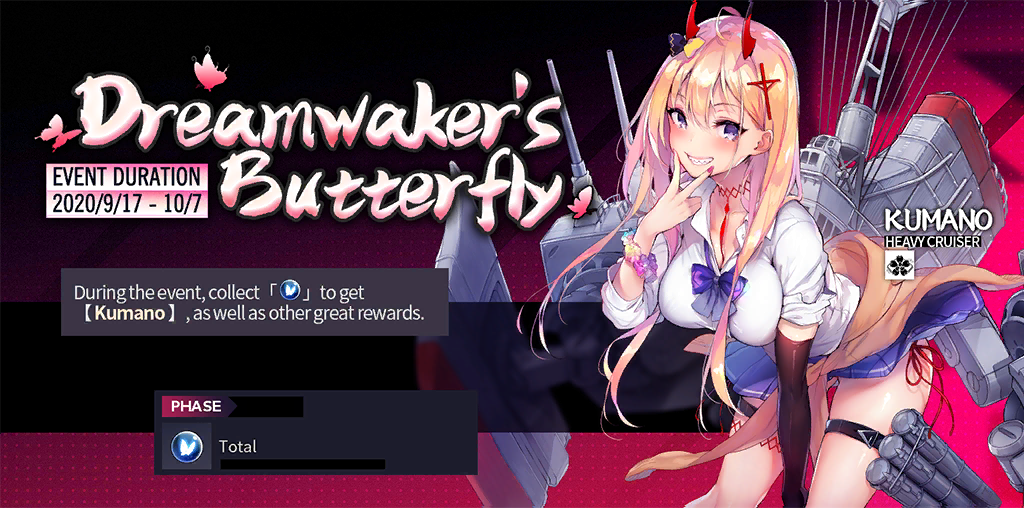 Dreamwaker's
Butterfly
EVENT DURATION
2020/9/17 - 10/7
KUMANO
HEAVY CRUISER
During the event, collect「 」to get
【Kumano】, as well as other great rewards.
PHASE
Total